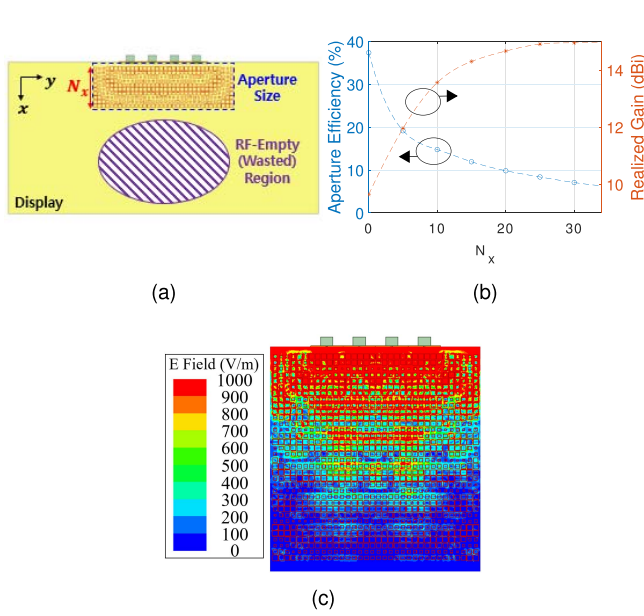 y
x
N_x
Aperture
Size
RF-Empty
(Wasted)
Region
Display
(a)
Aperture Efficiency (%)
40
30
20
10
0
0 10 20 30
N_x
14
12
10
Realized Gain (dBi)
(b)
E Field (V/m)
1000
900
800
700
600
500
400
300
200
100
0
(c)